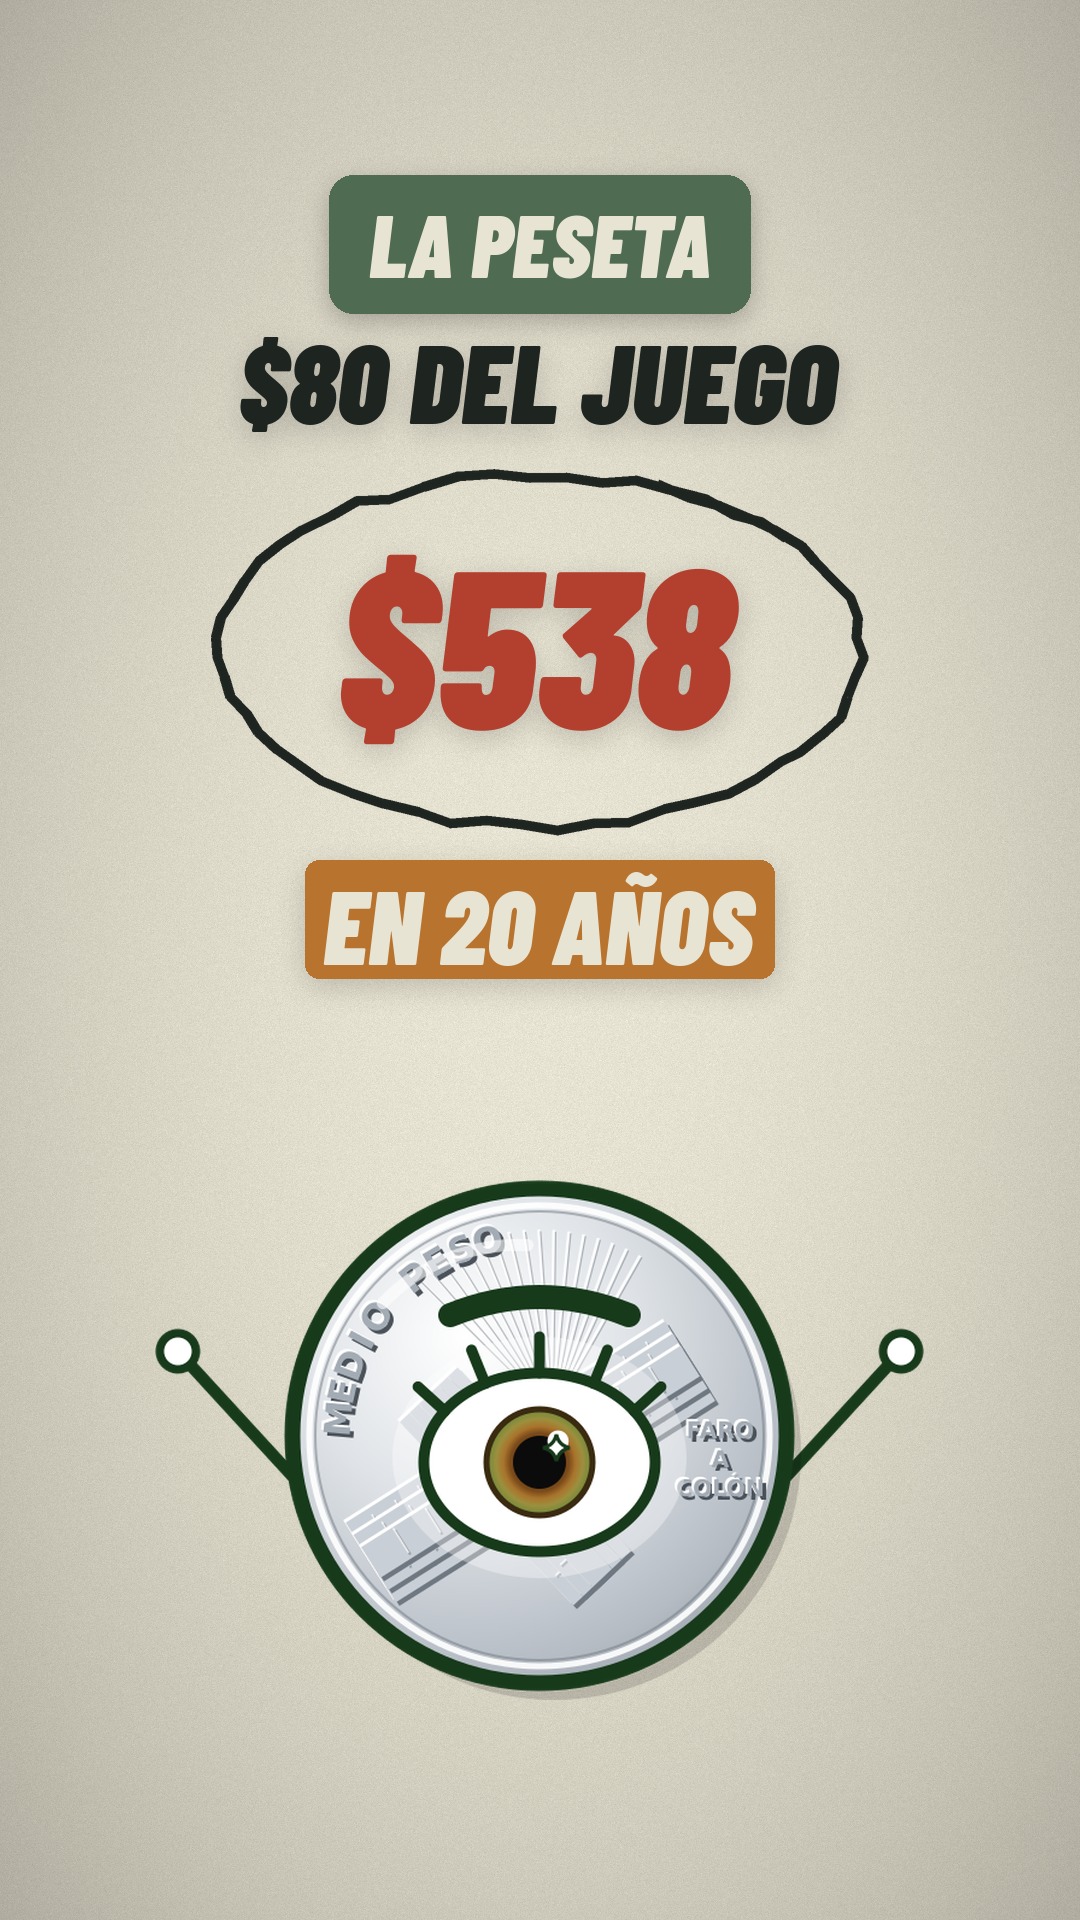 LA PESETA
$80 DEL JUEGO
$538
EN 20 AÑOS
MEDIO PESO
FARO
A
COLÓN